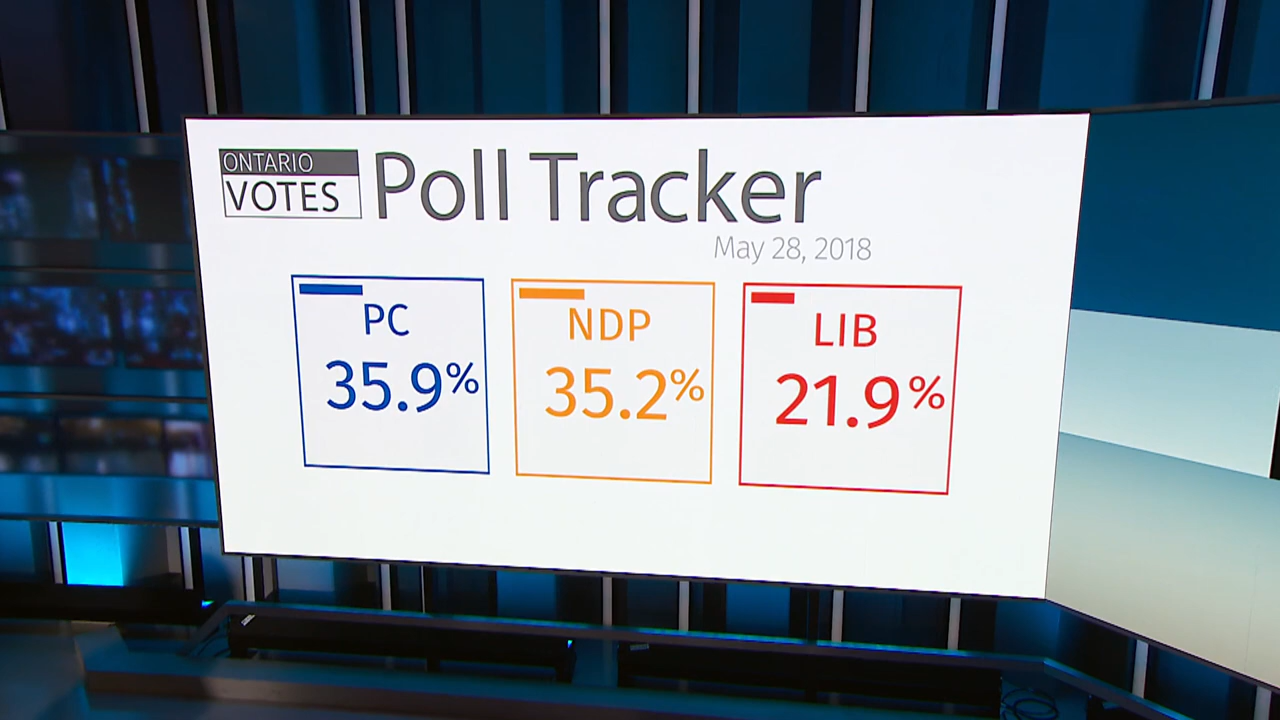 ONTARIO
VOTES
Poll Tracker
May 28, 2018
PC
35.9%
NDP
35.2%
LIB
21.9%